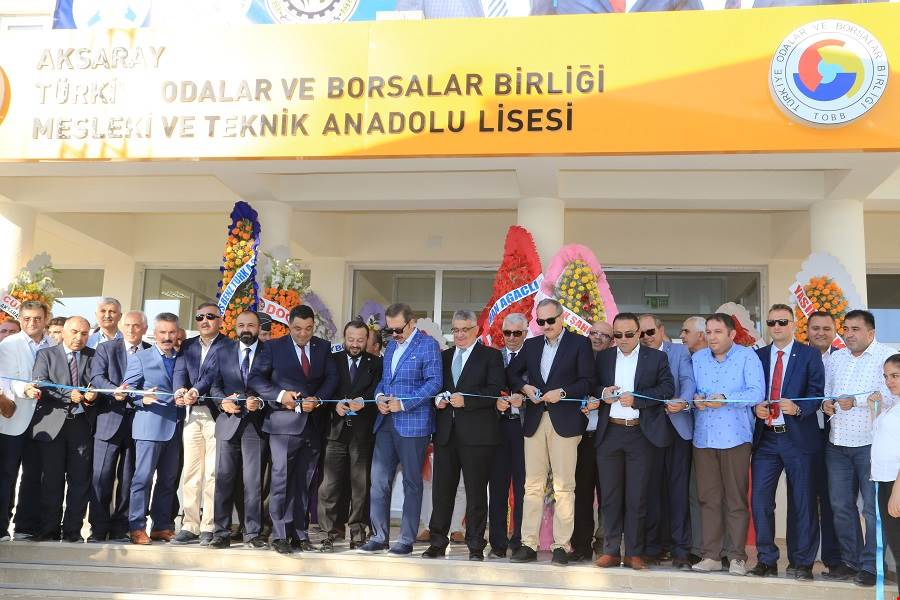 AKSARAY
TÜRKİ ODALAR VE BORSALAR BİRLİĞİ
MESLEKİ VE TEKNİK ANADOLU LİSESİ
TÜRKİYE ODALAR VE BORSALAR BİRLİĞİ
TOBB
AĞAÇLI